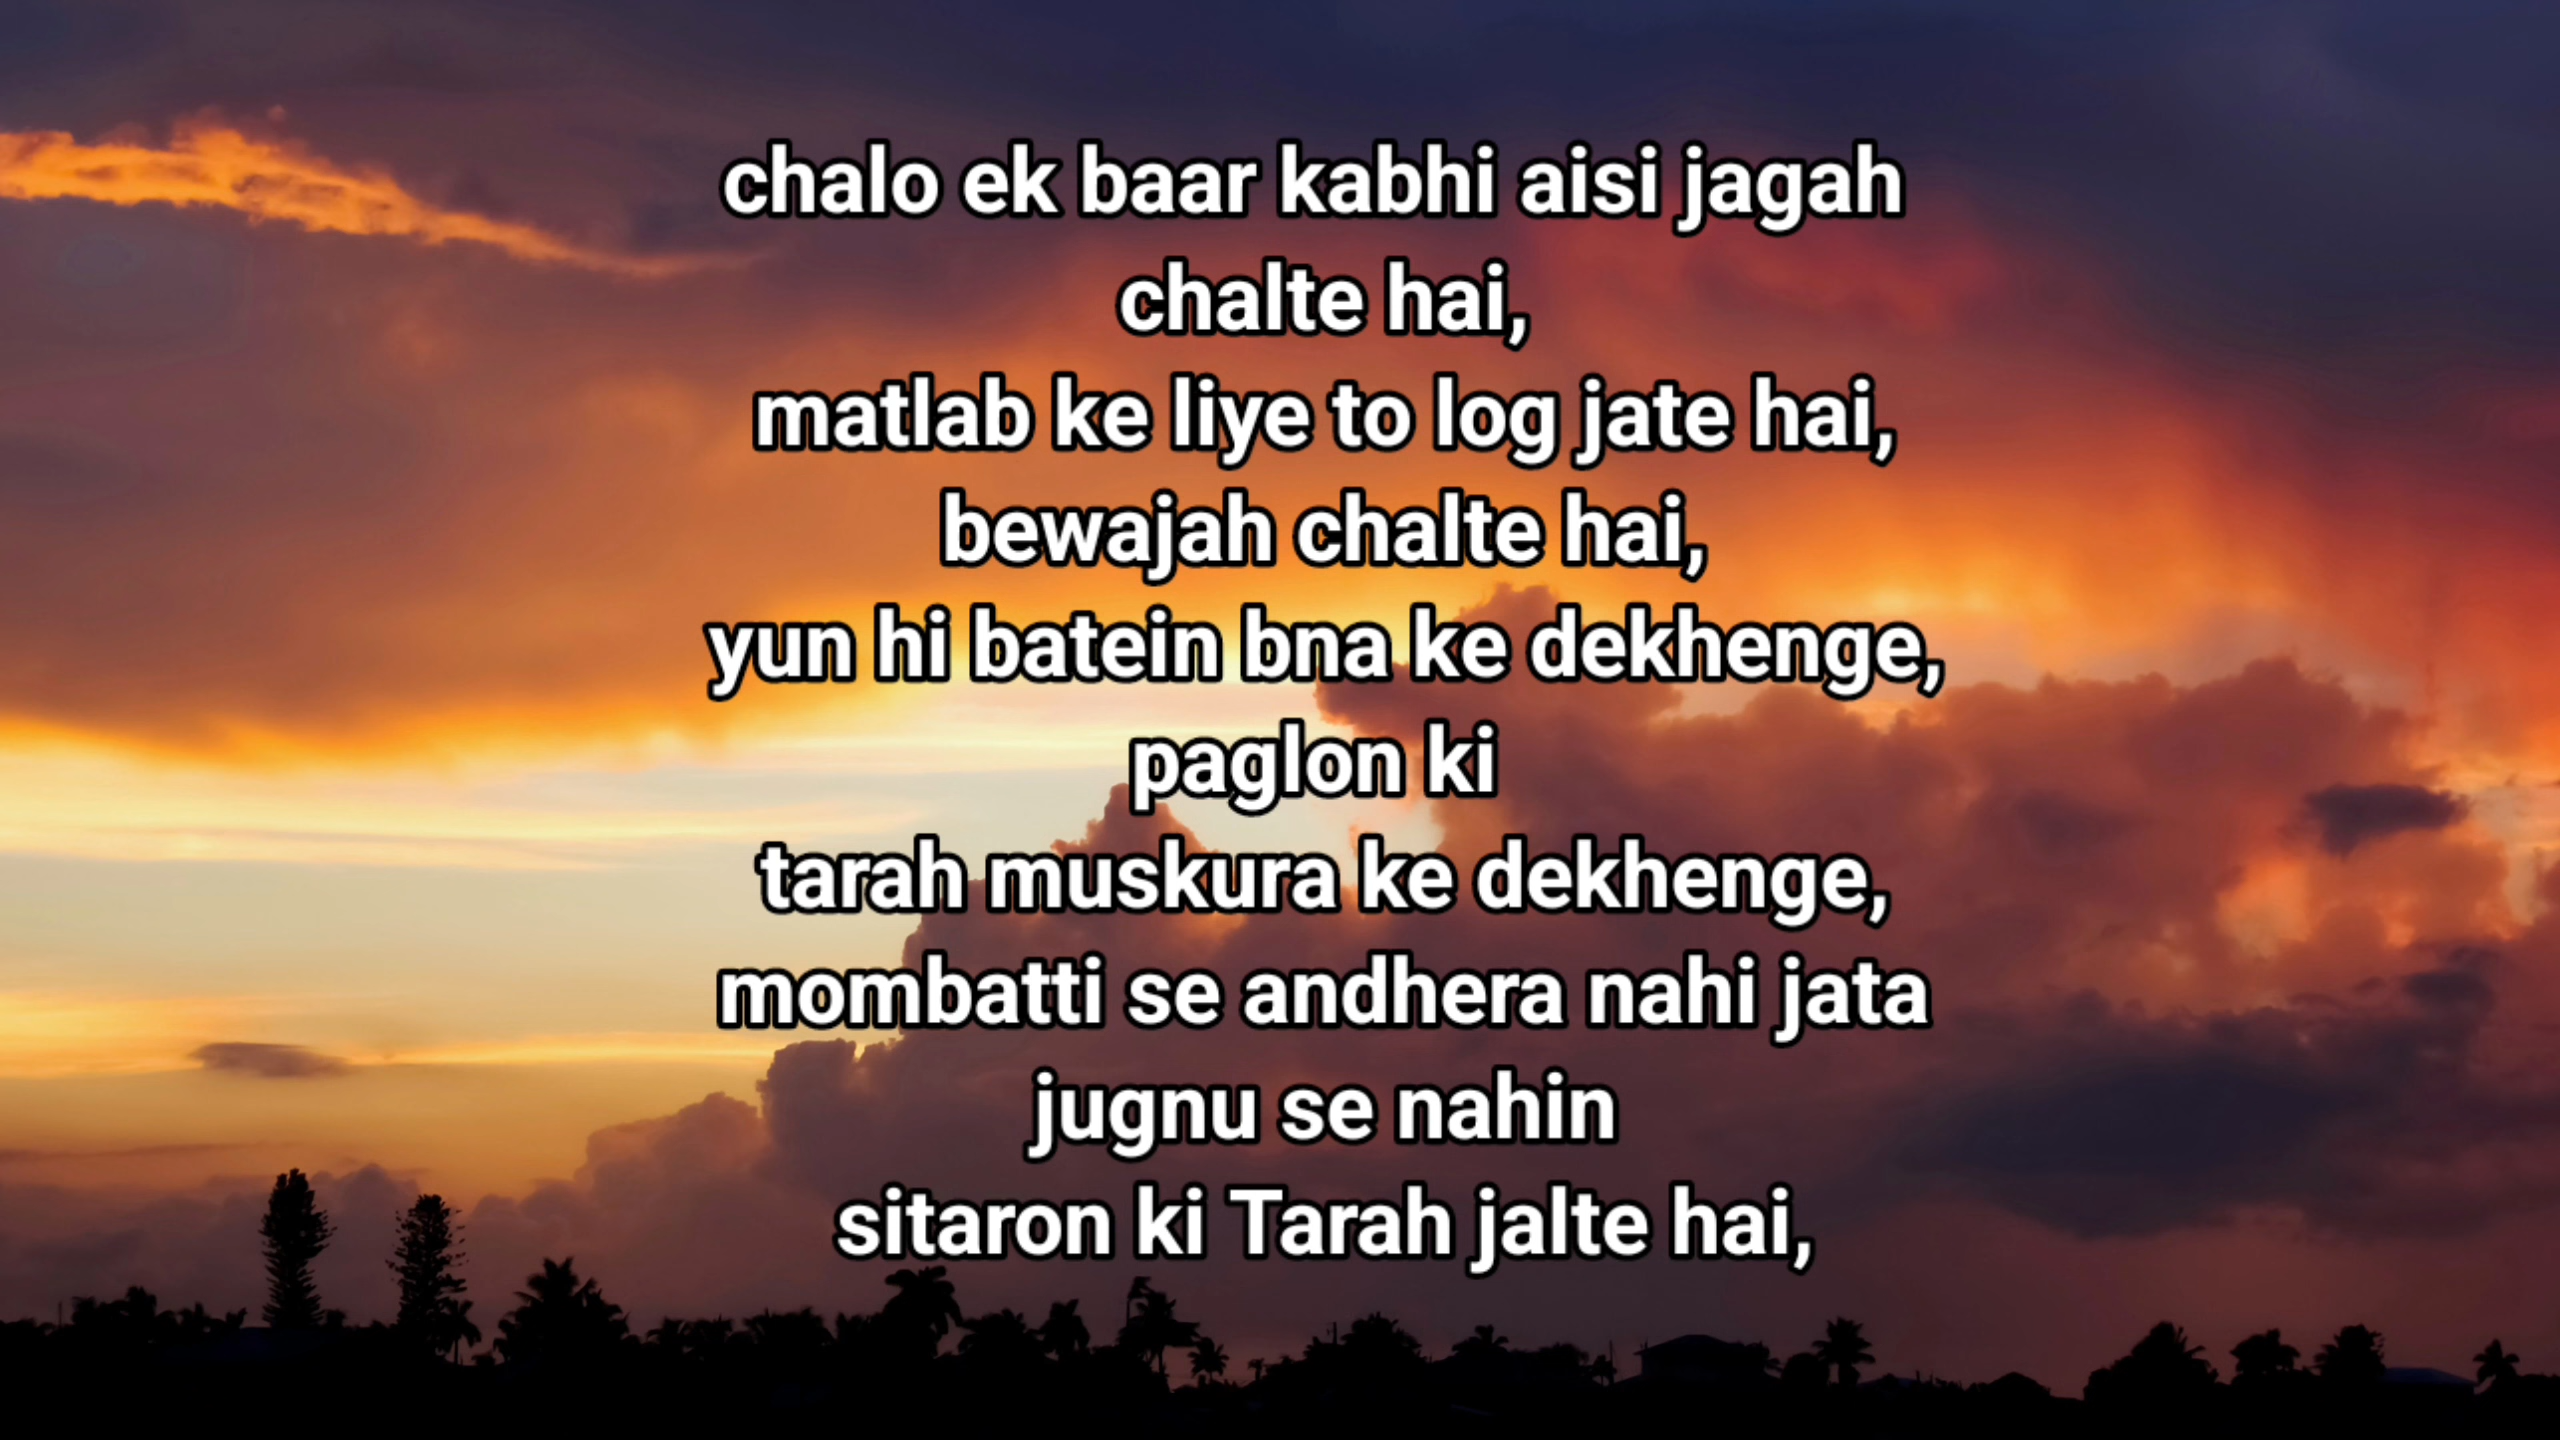 chalo ek baar kabhi aisi jagah
chalte hai,
matlab ke liye to log jate hai,
bewajah chalte hai,
yun hi batein bna ke dekhenge,
paglon ki
tarah muskura ke dekhenge,
mombatti se andhera nahi jata
jugnu se nahin
sitaron ki Tarah jalte hai,